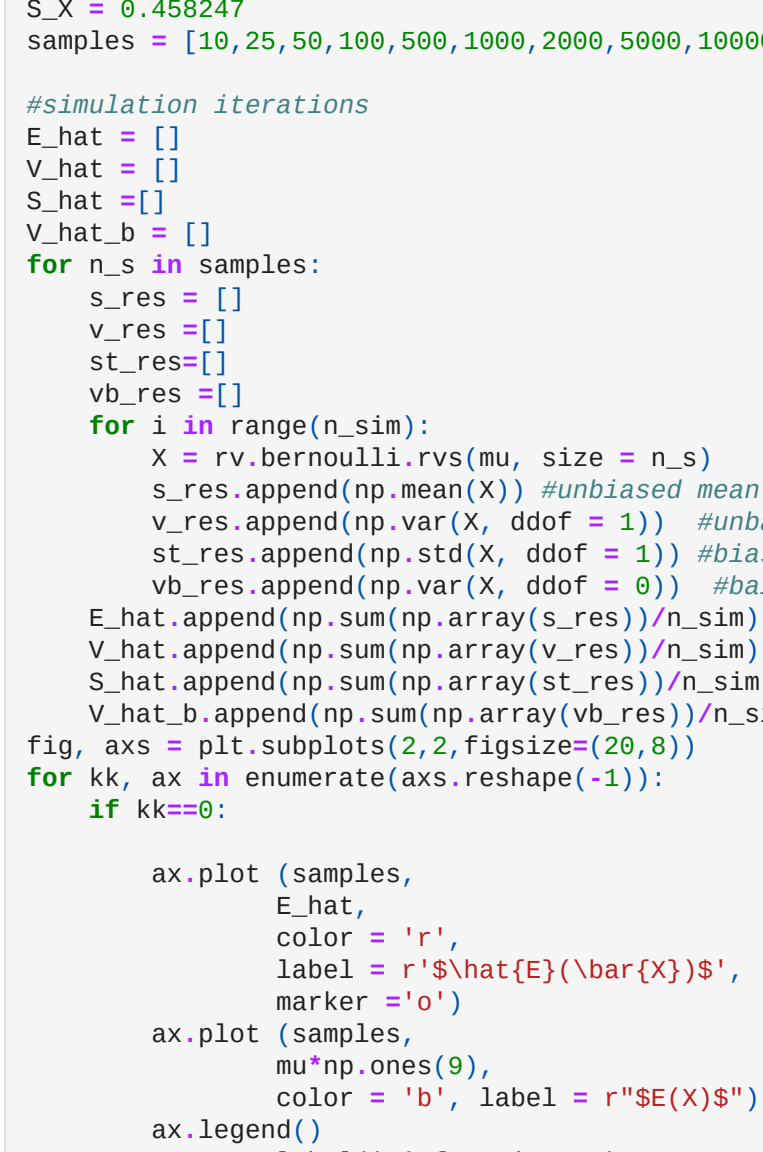 S_X = 0.458247
samples = [10,25,50,100,500,1000,2000,5000,10000
#simulation iterations
E_hat = []
V_hat = []
S_hat =[]
V_hat_b = []
for n_s in samples:
    s_res = []
    v_res =[]
    st_res=[]
    vb_res =[]
    for i in range(n_sim):
        X = rv.bernoulli.rvs(mu, size = n_s)
        s_res.append(np.mean(X)) #unbiased mean
        v_res.append(np.var(X, ddof = 1))  #unba
        st_res.append(np.std(X, ddof = 1)) #bias
        vb_res.append(np.var(X, ddof = 0))  #bai
    E_hat.append(np.sum(np.array(s_res))/n_sim)
    V_hat.append(np.sum(np.array(v_res))/n_sim)
    S_hat.append(np.sum(np.array(st_res))/n_sim
    V_hat_b.append(np.sum(np.array(vb_res))/n_si
fig, axs = plt.subplots(2,2,figsize=(20,8))
for kk, ax in enumerate(axs.reshape(-1)):
    if kk==0:
        ax.plot (samples,
                E_hat,
                color = 'r',
                label = r'$\hat{E}(\bar{X})$',
                marker ='o')
        ax.plot (samples,
                mu*np.ones(9),
                color = 'b', label = r"$E(X)$")
        ax.legend()